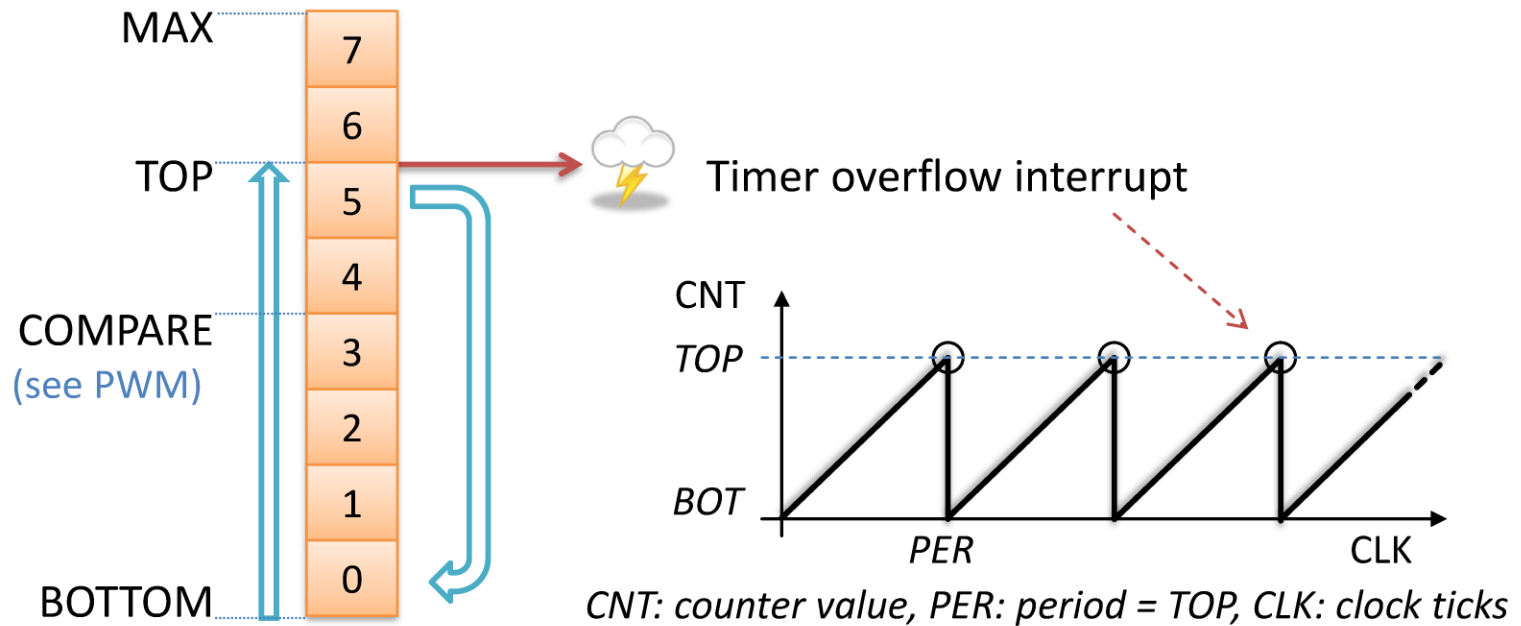 MAX
7
6
TOP
5
Timer overflow interrupt
4
COMPARE
(see PWM)
3
2
1
BOTTOM
0
CNT
TOP
BOT
PER
CLK
CNT: counter value, PER: period = TOP, CLK: clock ticks